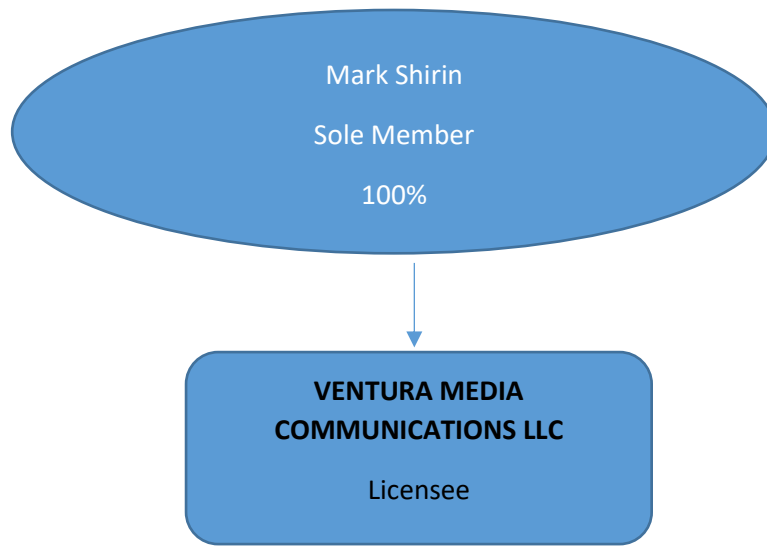 Mark Shirin
Sole Member
100%
VENTURA MEDIA
COMMUNICATIONS LLC
Licensee